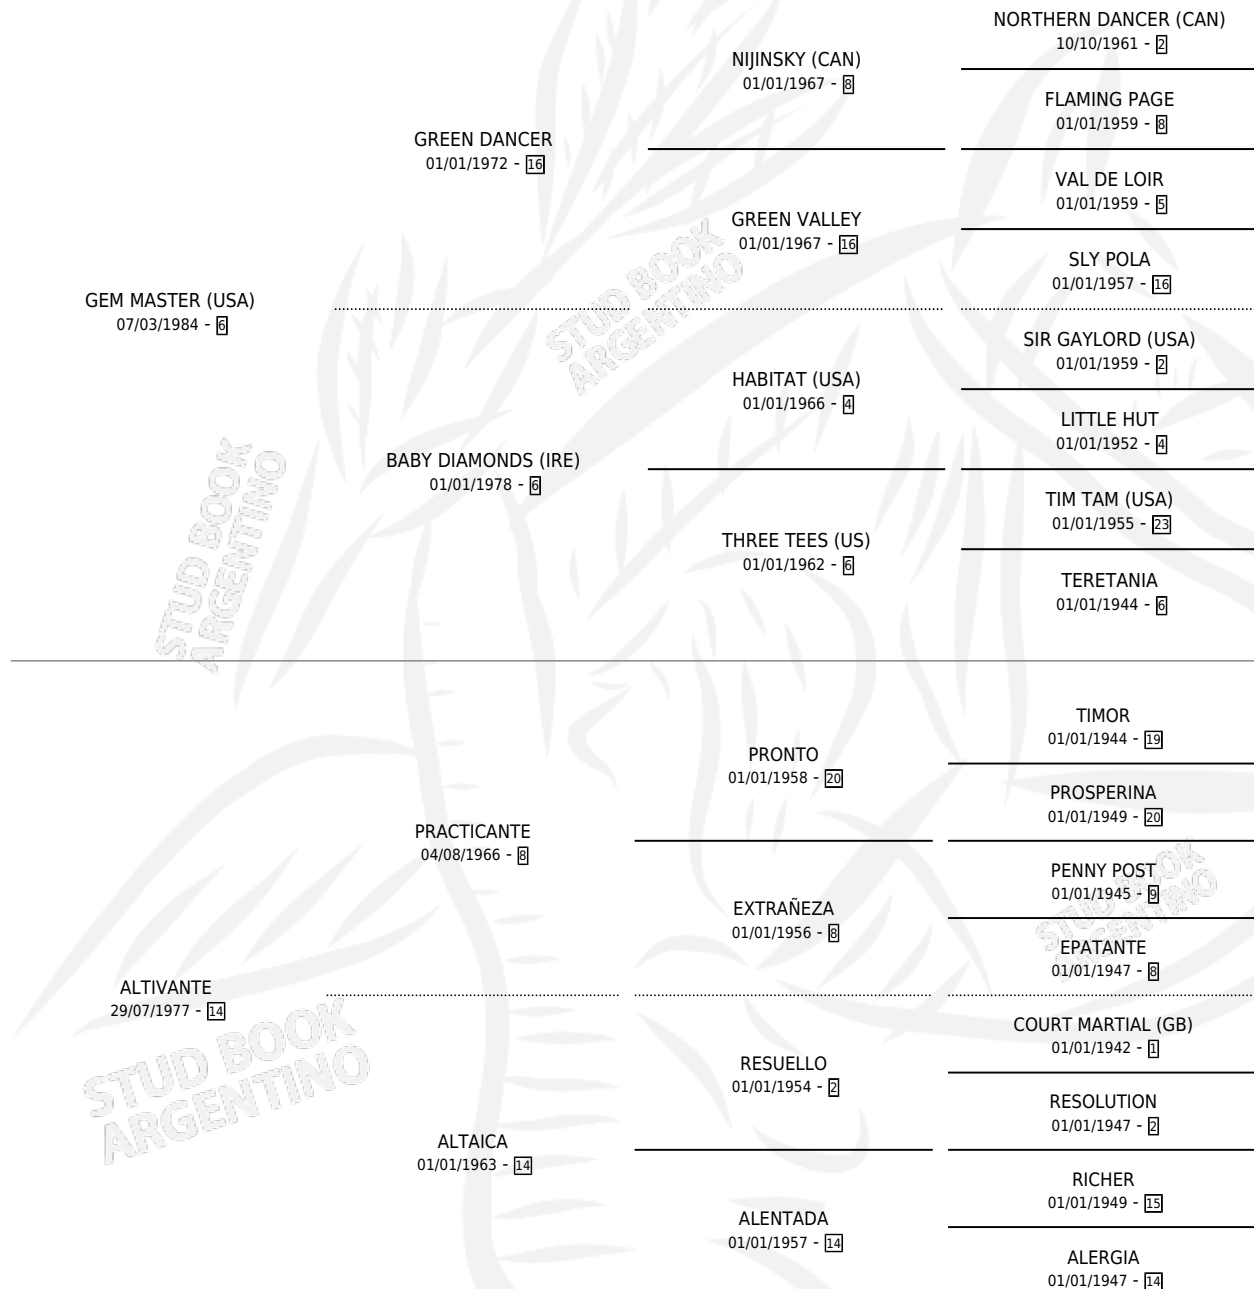 NORTHERN DANCER (CAN)
10/10/1961 - 2
NIJINSKY (CAN)
01/01/1967 - 8
FLAMING PAGE
01/01/1959 - 8
GREEN DANCER
01/01/1972 - 16
VAL DE LOIR
01/01/1959 - 5
GREEN VALLEY
01/01/1967 - 16
SLY POLA
01/01/1957 - 16
GEM MASTER (USA)
07/03/1984 - 6
SIR GAYLORD (USA)
01/01/1959 - 2
HABITAT (USA)
01/01/1966 - 4
LITTLE HUT
01/01/1952 - 4
BABY DIAMONDS (IRE)
01/01/1978 - 6
TIM TAM (USA)
01/01/1955 - 23
THREE TEES (US)
01/01/1962 - 6
TERETANIA
01/01/1944 - 6
TIMOR
01/01/1944 - 19
PRONTO
01/01/1958 - 20
PROSPERINA
01/01/1949 - 20
PRACTICANTE
04/08/1966 - 8
PENNY POST
01/01/1945 - 9
EXTRAÑEZA
01/01/1956 - 8
EPATANTE
01/01/1947 - 8
ALTIVANTE
29/07/1977 - 14
COURT MARTIAL (GB)
01/01/1942 - 1
RESUELLO
01/01/1954 - 2
RESOLUTION
01/01/1947 - 2
ALTAICA
01/01/1963 - 14
RICHER
01/01/1949 - 15
ALENTADA
01/01/1957 - 14
ALERGIA
01/01/1947 - 14
STUD BOOK
ARGENTINO
STUD BOOK
ARGENTINO
STUD BOOK
ARGENTINO
STUD BOOK
ARGENTINO